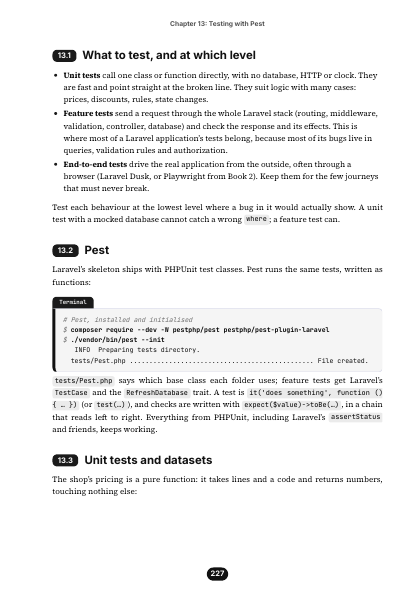 Chapter 13: Testing with Pest
13.1 What to test, and at which level
• Unit tests call one class or function directly, with no database, HTTP or clock. They
are fast and point straight at the broken line. They suit logic with many cases:
prices, discounts, rules, state changes.
• Feature tests send a request through the whole Laravel stack (routing, middleware,
validation, controller, database) and check the response and its effects. This is
where most of a Laravel application's tests belong, because most of its bugs live in
queries, validation rules and authorization.
• End-to-end tests drive the real application from the outside, often through a
browser (Laravel Dusk, or Playwright from Book 2). Keep them for the few journeys
that must never break.
Test each behaviour at the lowest level where a bug in it would actually show. A unit
test with a mocked database cannot catch a wrong where; a feature test can.
13.2 Pest
Laravel's skeleton ships with PHPUnit test classes. Pest runs the same tests, written as
functions:
Terminal
# Pest, installed and initialised
$ composer require --dev -W pestphp/pest pestphp/pest-plugin-laravel
$ ./vendor/bin/pest --init
INFO Preparing tests directory.
tests/Pest.php .............................................. File created.
tests/Pest.php says which base class each folder uses; feature tests get Laravel's
TestCase and the RefreshDatabase trait. A test is it('does something', function ()
{ … }) (or test(…)), and checks are written with expect($value)->toBe(…), in a chain
that reads left to right. Everything from PHPUnit, including Laravel's assertStatus
and friends, keeps working.
13.3 Unit tests and datasets
The shop's pricing is a pure function: it takes lines and a code and returns numbers,
touching nothing else:
227